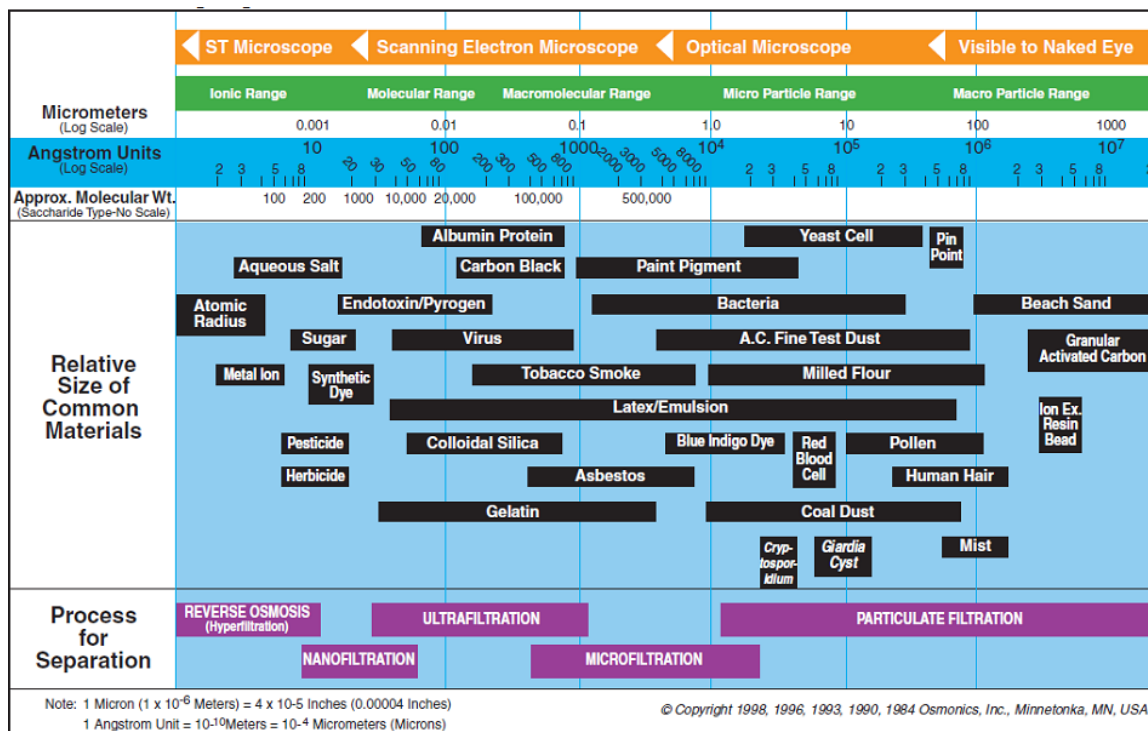 ST Microscope Scanning Electron Microscope Optical Microscope Visible to Naked Eye
Ionic Range Molecular Range Macromolecular Range Micro Particle Range Macro Particle Range
Micrometers
(Log Scale)
0.001 0.01 0.1 1.0 10 100 1000
Angstrom Units
(Log Scale)
10 100 1000 10⁴ 10⁵ 10⁶ 10⁷
2 3 5 8 20 30 50 80 200 300 500 800 2000 3000 5000 8000 2 3 5 8 2 3 5 8 2 3 5 8 2
Approx. Molecular Wt.
(Saccharide Type-No Scale)
100 200 1000 10,000 20,000 100,000 500,000
Relative
Size of
Common
Materials
Albumin Protein Yeast Cell Pin
Point
Aqueous Salt Carbon Black Paint Pigment
Atomic
Radius
Endotoxin/Pyrogen Bacteria Beach Sand
Sugar Virus A.C. Fine Test Dust Granular
Activated Carbon
Metal Ion Synthetic
Dye
Tobacco Smoke Milled Flour
Latex/Emulsion Ion Ex.
Resin
Bead
Pesticide Colloidal Silica Blue Indigo Dye Red
Blood
Cell
Pollen
Herbicide Asbestos Human Hair
Gelatin Coal Dust
Cryp-
tospor-
idium
Giardia
Cyst
Mist
Process
for
Separation
REVERSE OSMOSIS
(Hyperfiltration)
ULTRAFILTRATION PARTICULATE FILTRATION
NANOFILTRATION MICROFILTRATION
Note: 1 Micron (1 x 10⁻⁶ Meters) = 4 x 10-5 Inches (0.00004 Inches)
1 Angstrom Unit = 10⁻¹⁰Meters = 10⁻⁴ Micrometers (Microns)
© Copyright 1998, 1996, 1993, 1990, 1984 Osmonics, Inc., Minnetonka, MN, USA